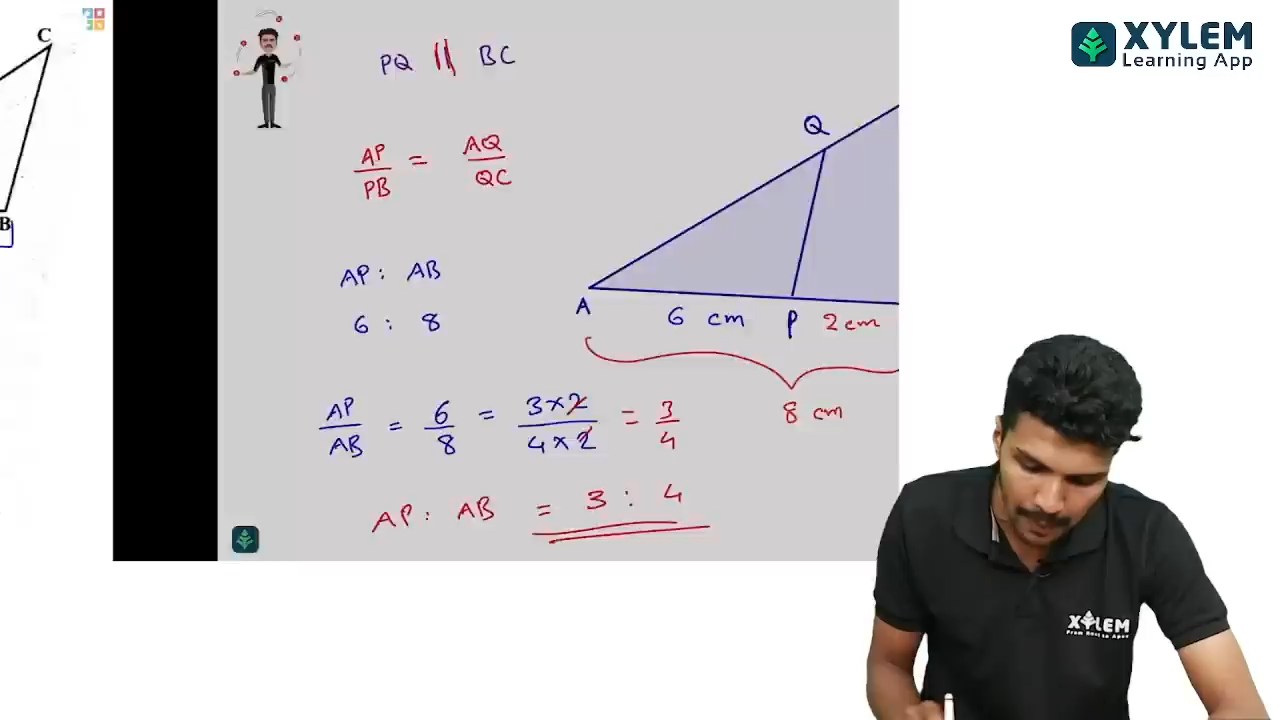 C
B
PQ || BC
AP/PB = AQ/QC
AP : AB
6 : 8
AP/AB = 6/8 = 3×2/4×2 = 3/4
AP : AB = 3 : 4
Q
A
6 cm
P
2 cm
8 cm
XYLEM
Learning App
XYLEM